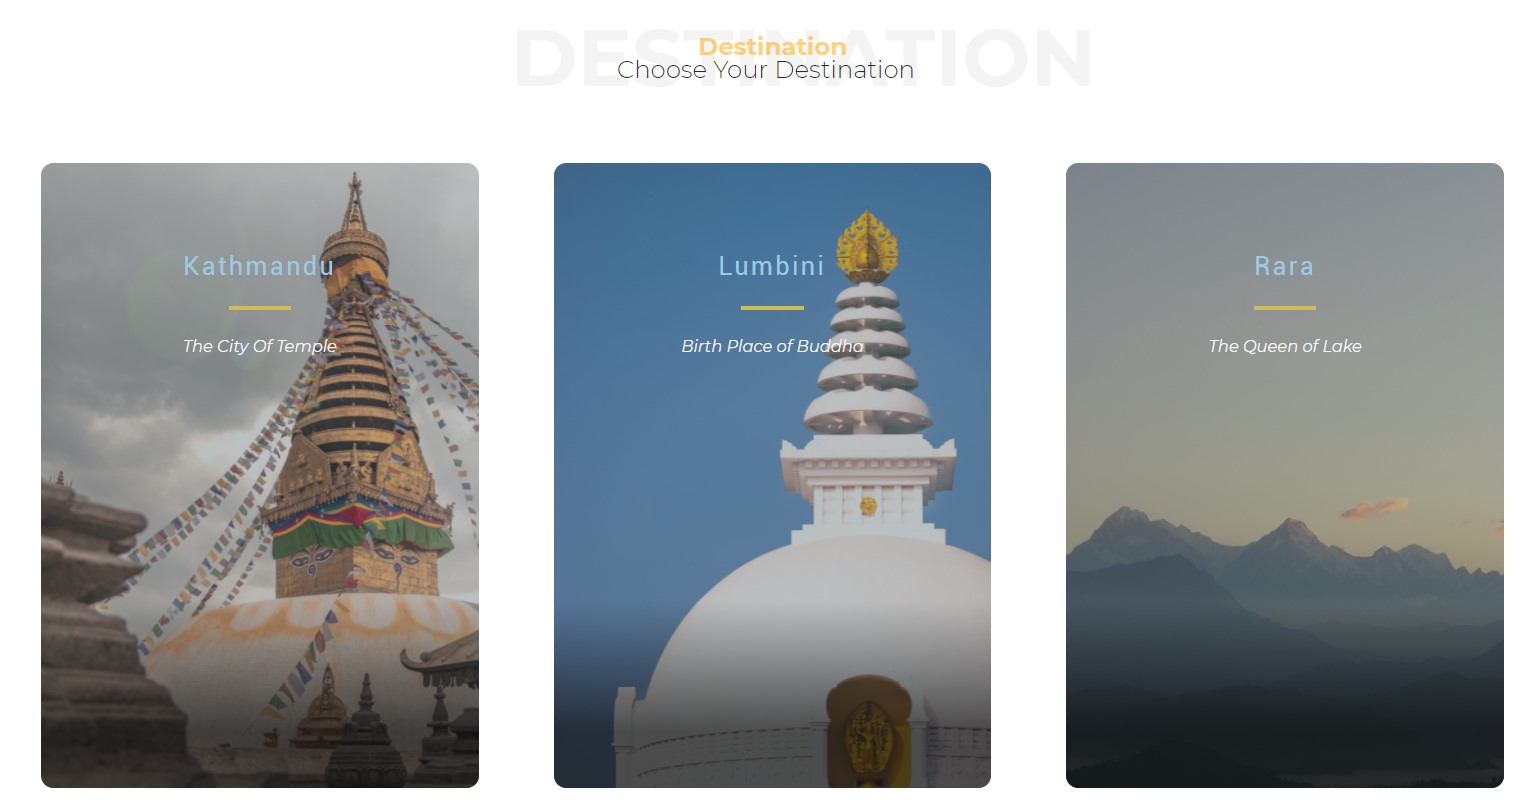 DESTINATION
Destination
Choose Your Destination
Kathmandu
The City Of Temple
Lumbini
Birth Place of Buddha
Rara
The Queen of Lake